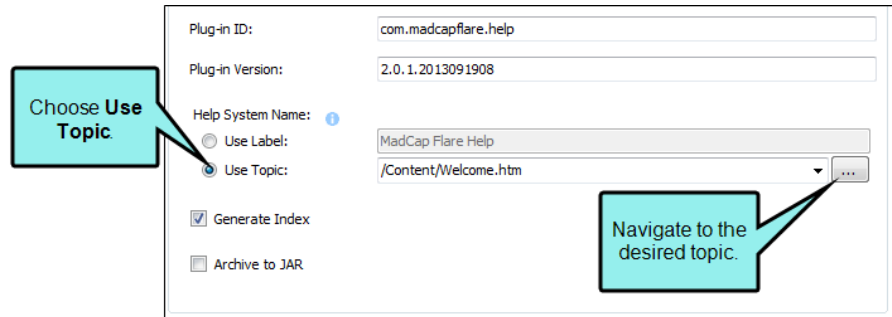 Plug-in ID: com.madcapflare.help
Plug-in Version: 2.0.1.2013091908
Choose Use
Topic.
Help System Name:
Use Label: MadCap Flare Help
Use Topic: /Content/Welcome.htm ...
Generate Index
Navigate to the
desired topic.
Archive to JAR